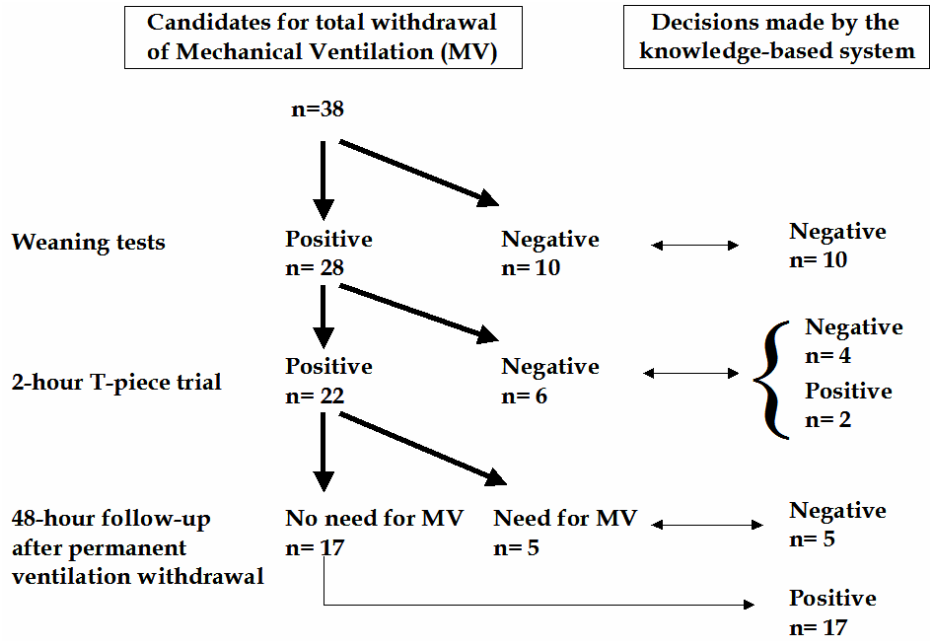 Candidates for total withdrawal
of Mechanical Ventilation (MV)
Decisions made by the
knowledge-based system
n=38
Weaning tests
Positive
n= 28
Negative
n= 10
Negative
n= 10
2-hour T-piece trial
Positive
n= 22
Negative
n= 6
Negative
n= 4
Positive
n= 2
48-hour follow-up
after permanent
ventilation withdrawal
No need for MV
n= 17
Need for MV
n= 5
Negative
n= 5
Positive
n= 17